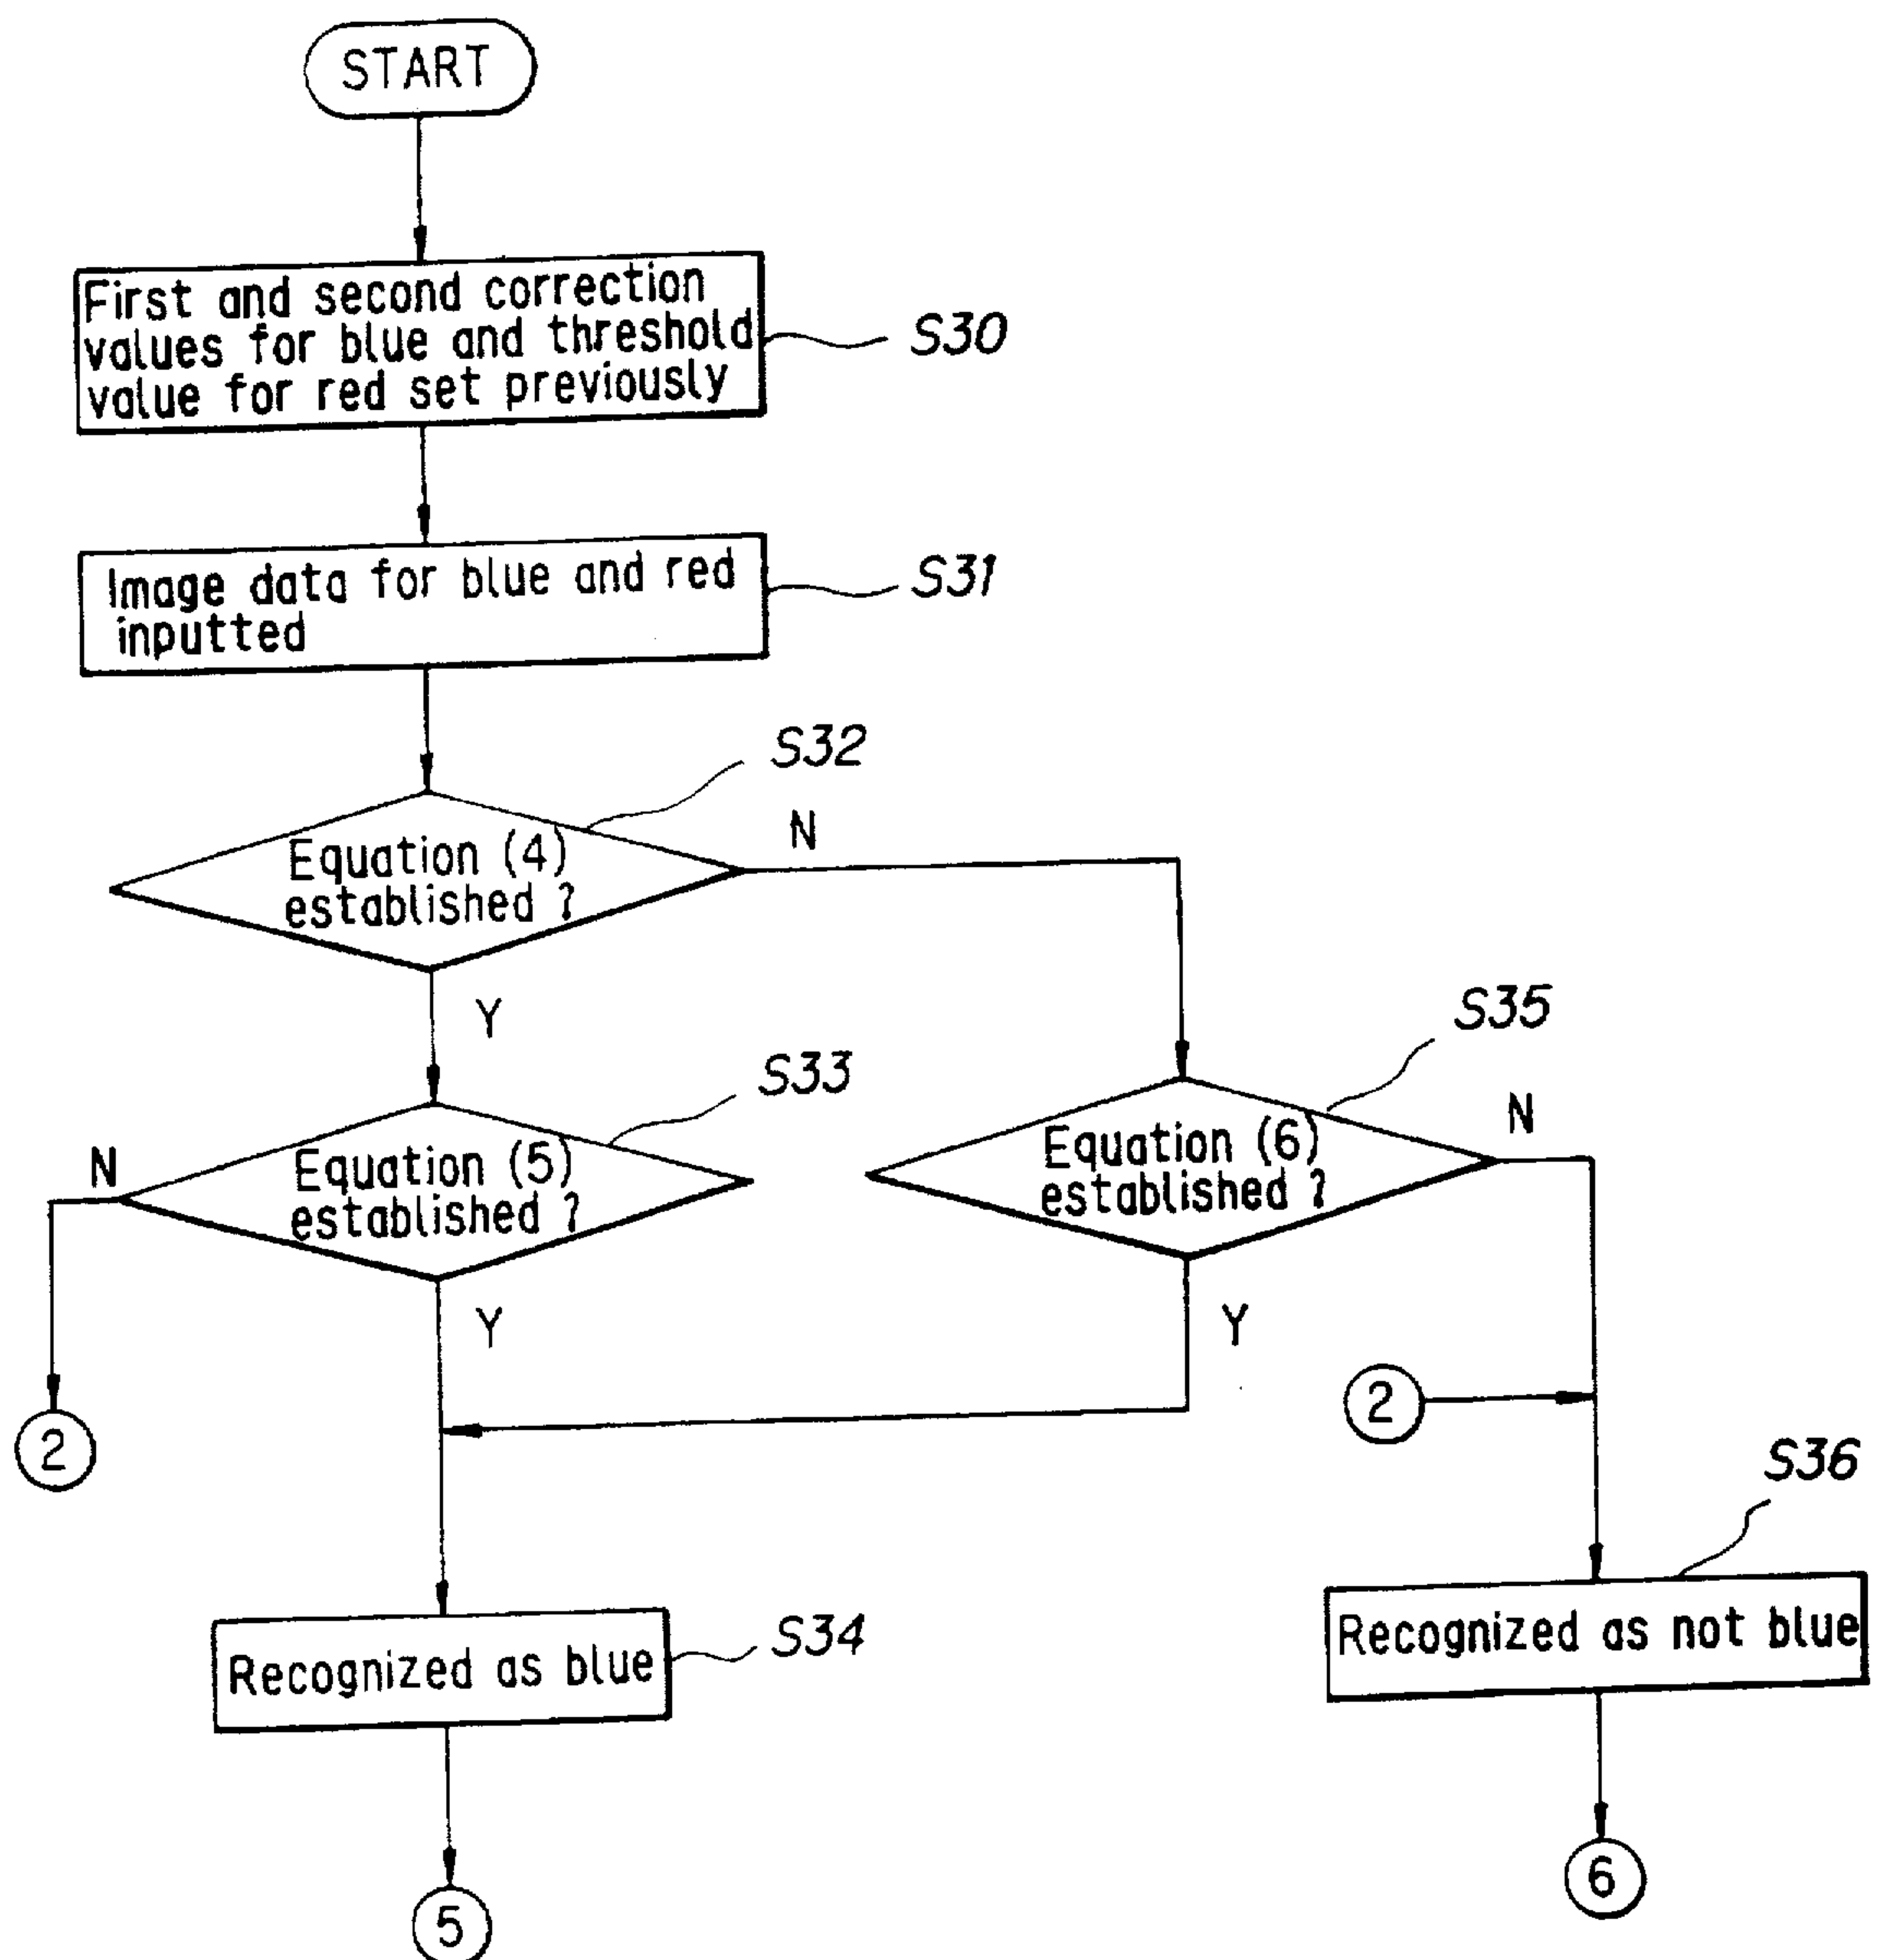 START
First and second correction
values for blue and threshold
value for red set previously
S30
Image data for blue and red
inputted
S31
S32
Equation (4)
established ?
N
Y
S33
Equation (5)
established ?
N
Y
S35
Equation (6)
established ?
N
Y
2
2
S36
Recognized as blue
S34
Recognized as not blue
5
6